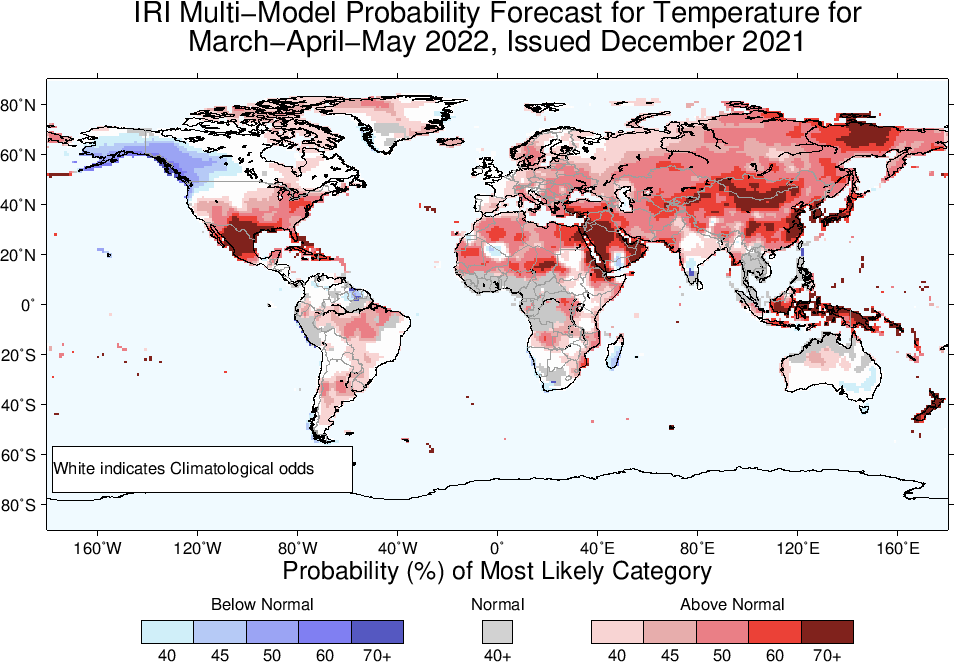 IRI Multi−Model Probability Forecast for Temperature for
March−April−May 2022, Issued December 2021
80˚N
60˚N
40˚N
20˚N
0˚
20˚S
40˚S
60˚S
80˚S
White indicates Climatological odds
160˚W 120˚W 80˚W 40˚W 0˚ 40˚E 80˚E 120˚E 160˚E
Probability (%) of Most Likely Category
Below Normal Normal Above Normal
40 45 50 60 70+ 40+ 40 45 50 60 70+